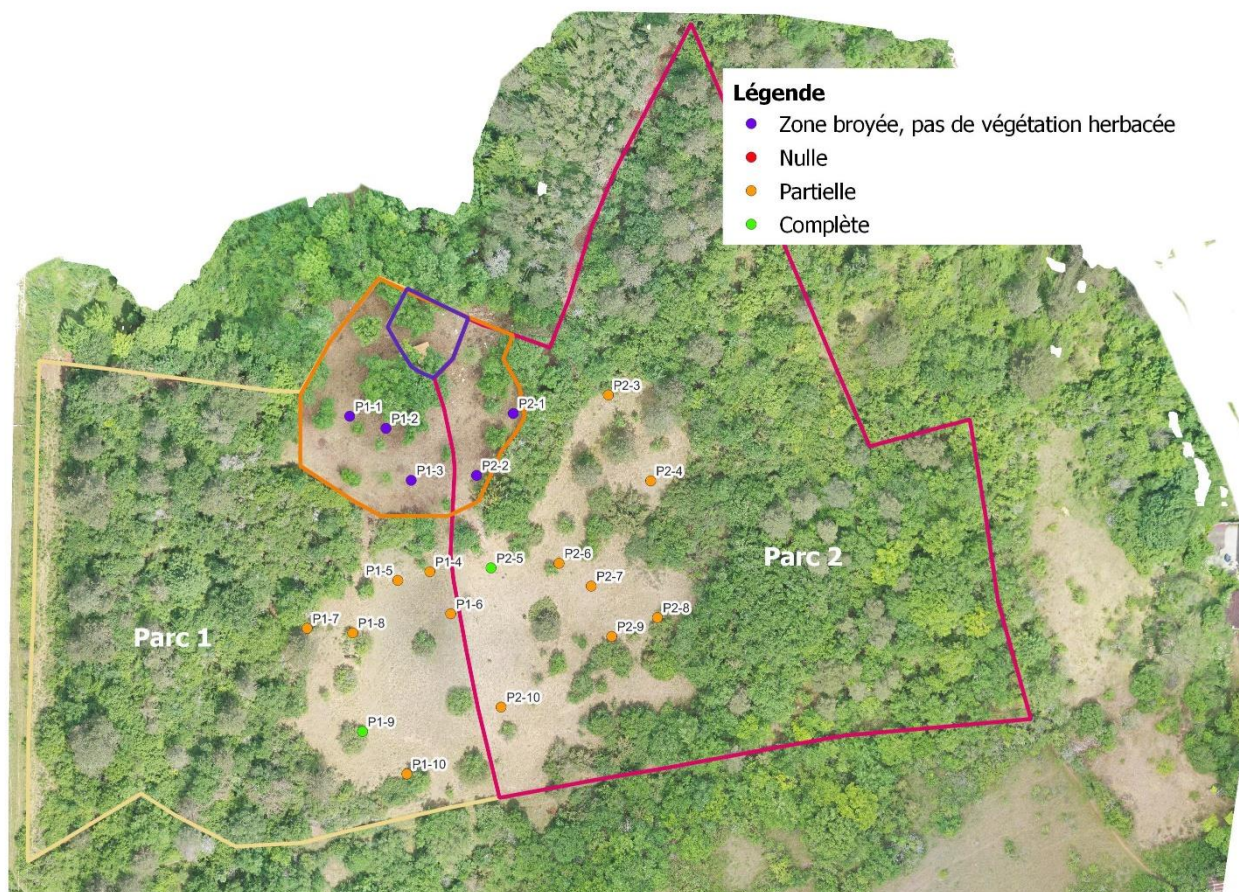 Légende
Zone broyée, pas de végétation herbacée
Nulle
Partielle
Complète
P2-3
P1-1
P2-1
P1-2
P1-3
P2-2
P2-4
P1-4
P2-5
P2-6
P1-5
P2-7
Parc 2
P1-6
P2-8
P1-7
P1-8
P2-9
Parc 1
P2-10
P1-9
P1-10